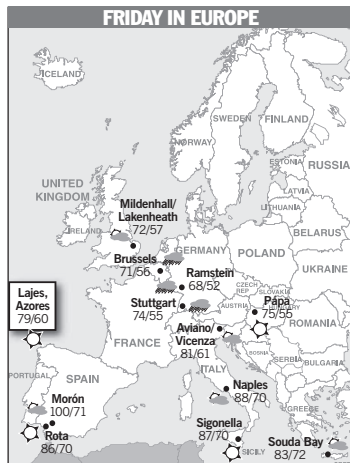 FRIDAY IN EUROPE
ICELAND
SWEDEN
FINLAND
NORWAY
ESTONIA
RUSSIA
LATVIA
LITHUANIA
UNITED
KINGDOM
Mildenhall/
Lakenheath
72/57
IRELAND
BELARUS
Brussels
71/56
GERMANY
POLAND
Ramstein
68/52
UKRAINE
Lajes,
Azores
79/60
Stuttgart
74/55
CZECH
REP
SLOVAKIA
AUSTRIA
HUNGARY
Pápa
75/55
FRANCE
Aviano/
Vicenza
81/61
ROMANIA
BOSNIA
SERBIA
BULGARIA
ITALY
PORTUGAL
SPAIN
Morón
100/71
Naples
88/70
GREECE
Rota
86/70
Sigonella
87/70
SICILY
Souda Bay
83/72